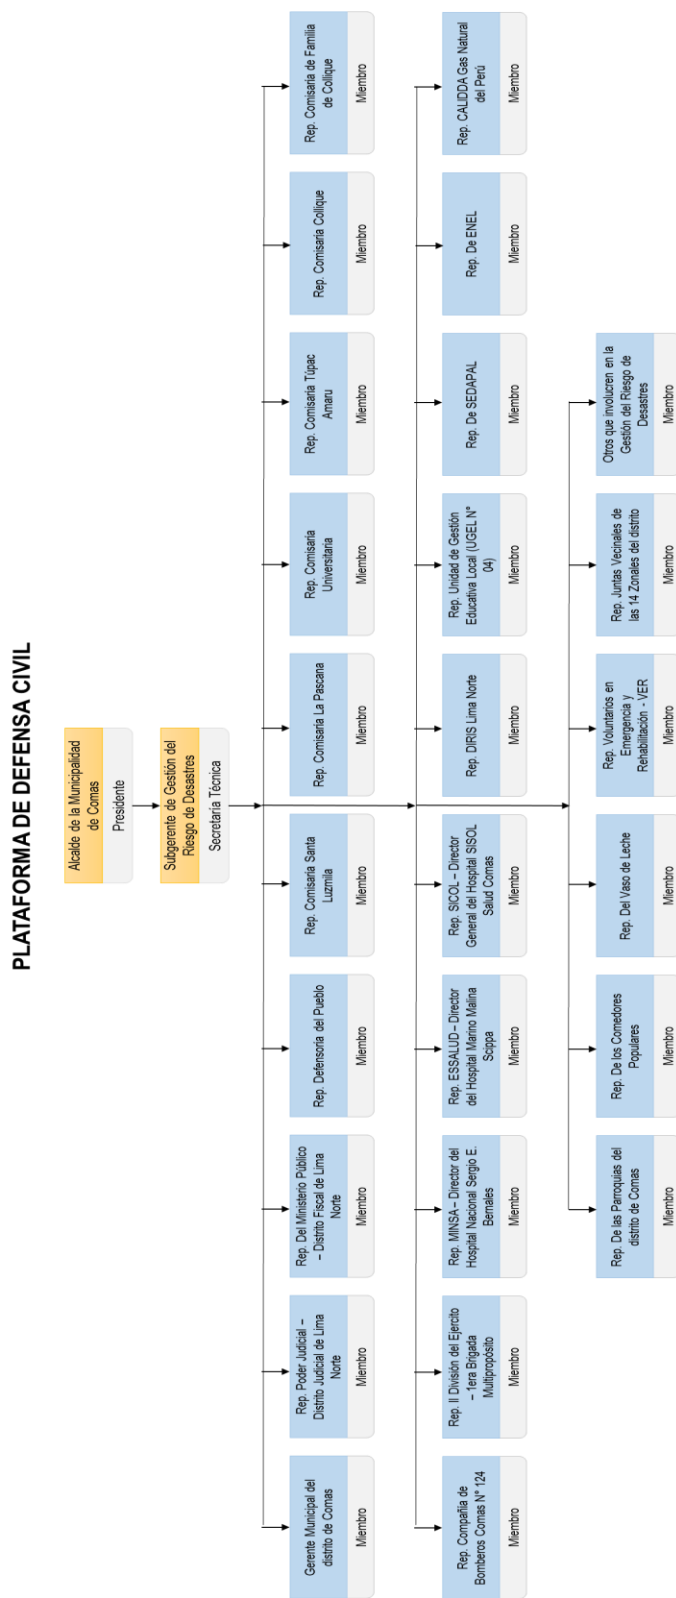 PLATAFORMA DE DEFENSA CIVIL
Alcalde de la Municipalidad
de Comas
Presidente
Subgerente de Gestión del
Riesgo de Desastres
Secretaría Técnica
Gerente Municipal del
distrito de Comas
Miembro
Rep. Poder Judicial –
Distrito Judicial de Lima
Norte
Miembro
Rep. Del Ministerio Público
– Distrito Fiscal de Lima
Norte
Miembro
Rep. Defensoria del Pueblo
Miembro
Rep. Comisaria Santa
Luzmila
Miembro
Rep. Comisaría La Pascana
Miembro
Rep. Comisaria
Universitaria
Miembro
Rep. Comisaria Túpac
Amaru
Miembro
Rep. Comisaria Collique
Miembro
Rep. Comisaria de Familia
de Collique
Miembro
Rep. Compañía de
Bomberos Comas N° 124
Miembro
Rep. II División del Ejercito
– 1era Brigada
Multipropósito
Miembro
Rep. MINSA – Director del
Hospital Nacional Sergio E.
Bernales
Miembro
Rep. ESSALUD – Director
del Hospital Marino Malina
Scippa
Miembro
Rep. SICOL – Director
General del Hospital SISOL
Salud Comas
Miembro
Rep. DIRIS Lima Norte
Miembro
Rep. Unidad de Gestión
Educativa Local (UGEL N°
04)
Miembro
Rep. De SEDAPAL
Miembro
Rep. De ENEL
Miembro
Rep. CALIDDA Gas Natural
del Perú
Miembro
Rep. De las Parroquias del
distrito de Comas
Miembro
Rep. De los Comedores
Populares
Miembro
Rep. Del Vaso de Leche
Miembro
Rep. Voluntarios en
Emergencia y
Rehabilitación - VER
Miembro
Rep. Juntas Vecinales de
las 14 Zonales del distrito
Miembro
Otros que involucren en la
Gestión del Riesgo de
Desastres
Miembro